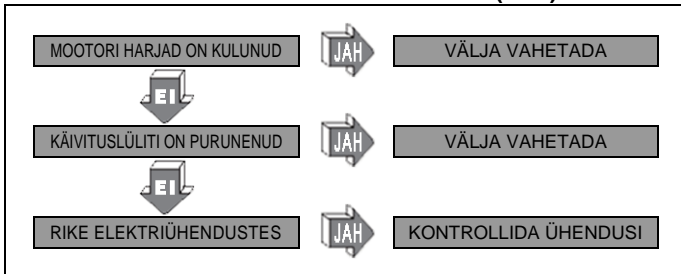 MOOTORI HARJAD ON KULUNUD JAH VÄLJA VAHETADA
EI
KÄIVITUSLÜLITI ON PURUNENUD JAH VÄLJA VAHETADA
EI
RIKE ELEKTRIÜHENDUSTES JAH KONTROLLIDA ÜHENDUSI